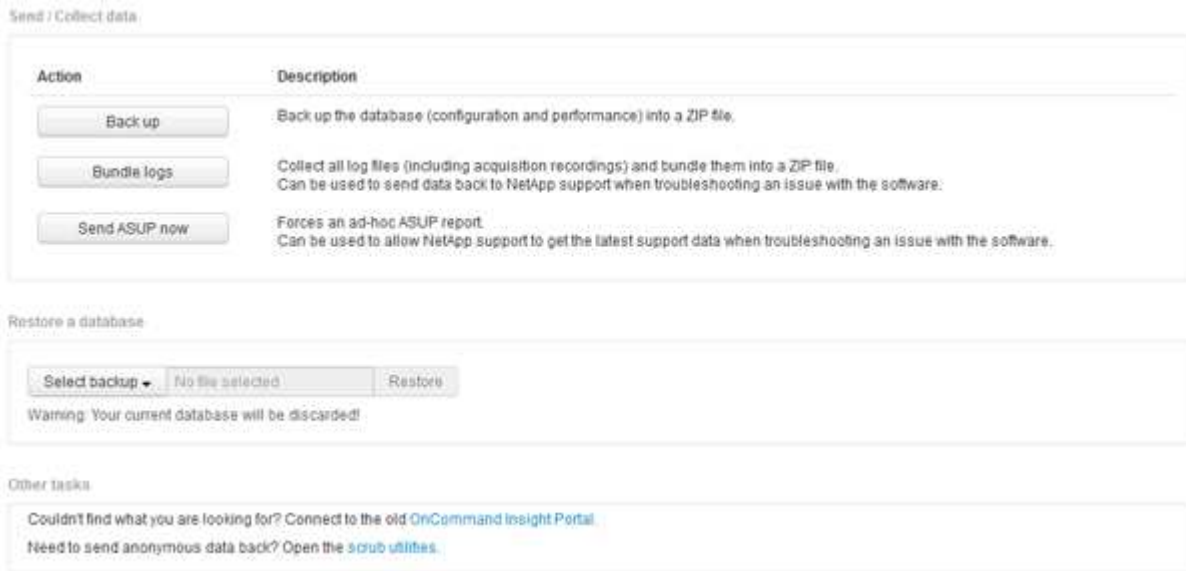 Send / Collect data
Action Description
Back up Back up the database (configuration and performance) into a ZIP file.
Bundle logs Collect all log files (including acquisition recordings) and bundle them into a ZIP file.
Can be used to send data back to NetApp support when troubleshooting an issue with the software.
Send ASUP now Forces an ad-hoc ASUP report.
Can be used to allow NetApp support to get the latest support data when troubleshooting an issue with the software.
Restore a database
Select backup No file selected Restore
Warning: Your current database will be discarded!
Other tasks
Couldn't find what you are looking for? Connect to the old OnCommand Insight Portal.
Need to send anonymous data back? Open the scrub utilities.